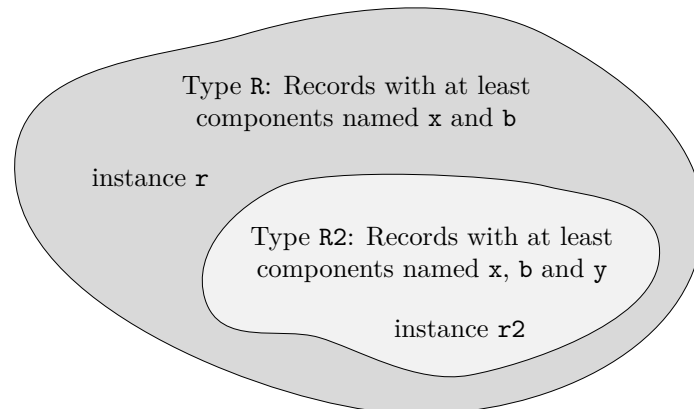 Type R: Records with at least
components named x and b
instance r
Type R2: Records with at least
components named x, b and y
instance r2